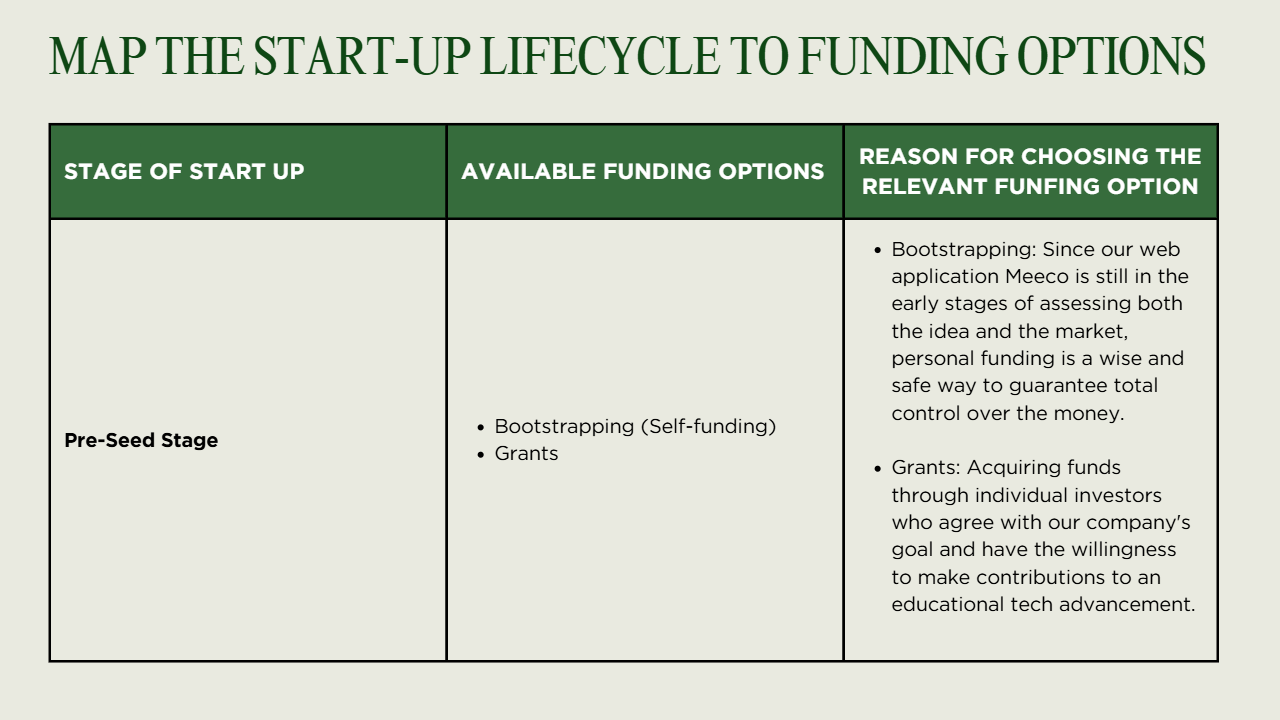 MAP THE START-UP LIFECYCLE TO FUNDING OPTIONS
STAGE OF START UP
AVAILABLE FUNDING OPTIONS
REASON FOR CHOOSING THE
RELEVANT FUNFING OPTION
Pre-Seed Stage
• Bootstrapping (Self-funding)
• Grants
• Bootstrapping: Since our web
application Meeco is still in the
early stages of assessing both
the idea and the market,
personal funding is a wise and
safe way to guarantee total
control over the money.
• Grants: Acquiring funds
through individual investors
who agree with our company's
goal and have the willingness
to make contributions to an
educational tech advancement.